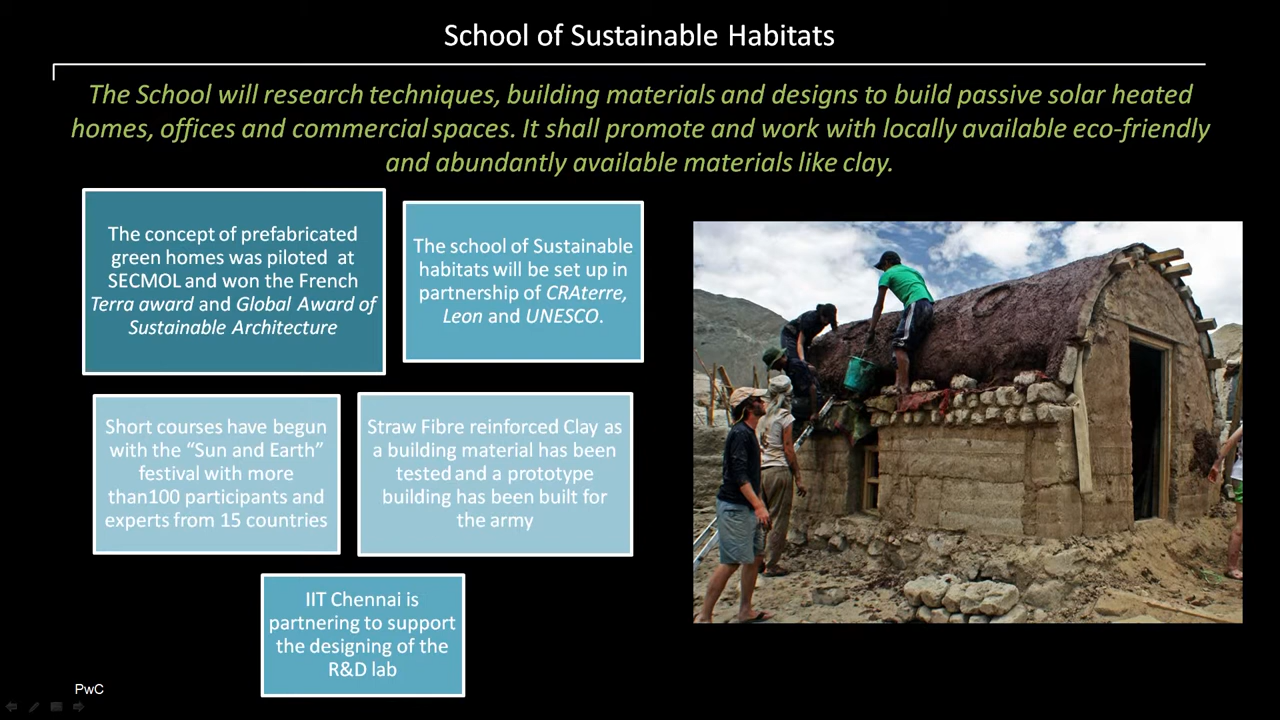 School of Sustainable Habitats
The School will research techniques, building materials and designs to build passive solar heated
homes, offices and commercial spaces. It shall promote and work with locally available eco-friendly
and abundantly available materials like clay.
The concept of prefabricated
green homes was piloted at
SECMOL and won the French
Terra award and Global Award of
Sustainable Architecture
The school of Sustainable
habitats will be set up in
partnership of CRAterre,
Leon and UNESCO.
Short courses have begun
with the “Sun and Earth”
festival with more
than100 participants and
experts from 15 countries
Straw Fibre reinforced Clay as
a building material has been
tested and a prototype
building has been built for
the army
IIT Chennai is
partnering to support
the designing of the
R&D lab
PwC